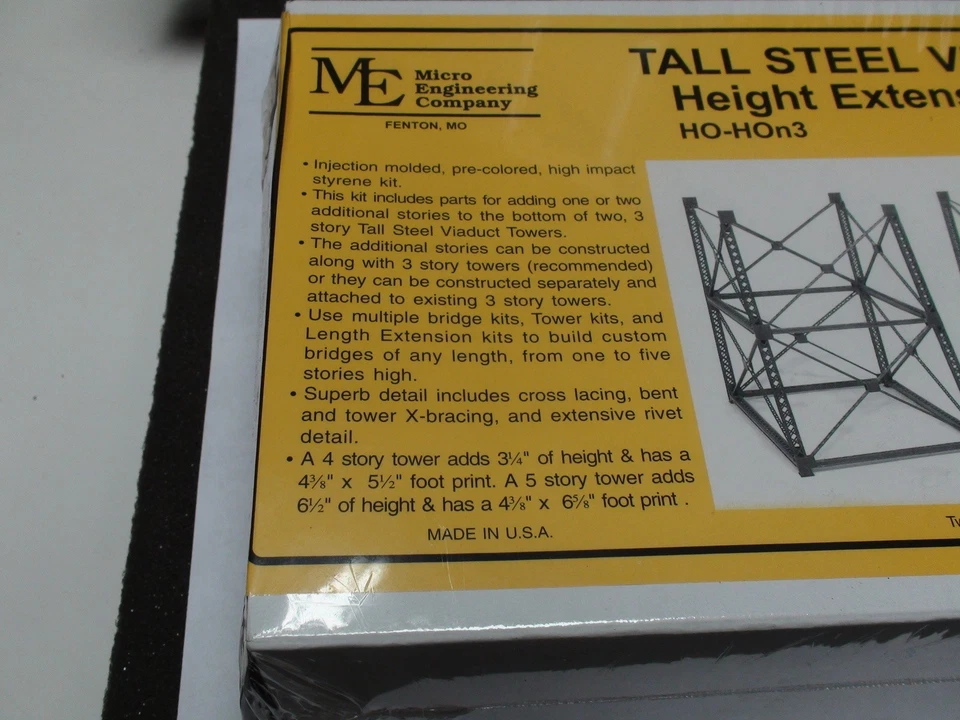 ME Micro
Engineering
Company
FENTON, MO
TALL STEEL
Height
HO-HOn3
• Injection molded, pre-colored, high impact
styrene kit.
• This kit includes parts for adding one or two
additional stories to the bottom of two, 3
story Tall Steel Viaduct Towers.
• The additional stories can be constructed
along with 3 story towers (recommended)
or they can be constructed separately and
attached to existing 3 story towers.
• Use multiple bridge kits, Tower kits, and
Length Extension kits to build custom
bridges of any length, from one to five
stories high.
• Superb detail includes cross lacing, bent
and tower X-bracing, and extensive rivet
detail.
• A 4 story tower adds 3¼" of height & has a
4⅜" x 5½" foot print. A 5 story tower adds
6½" of height & has a 4⅜" x 6⅝" foot print .
MADE IN U.S.A.